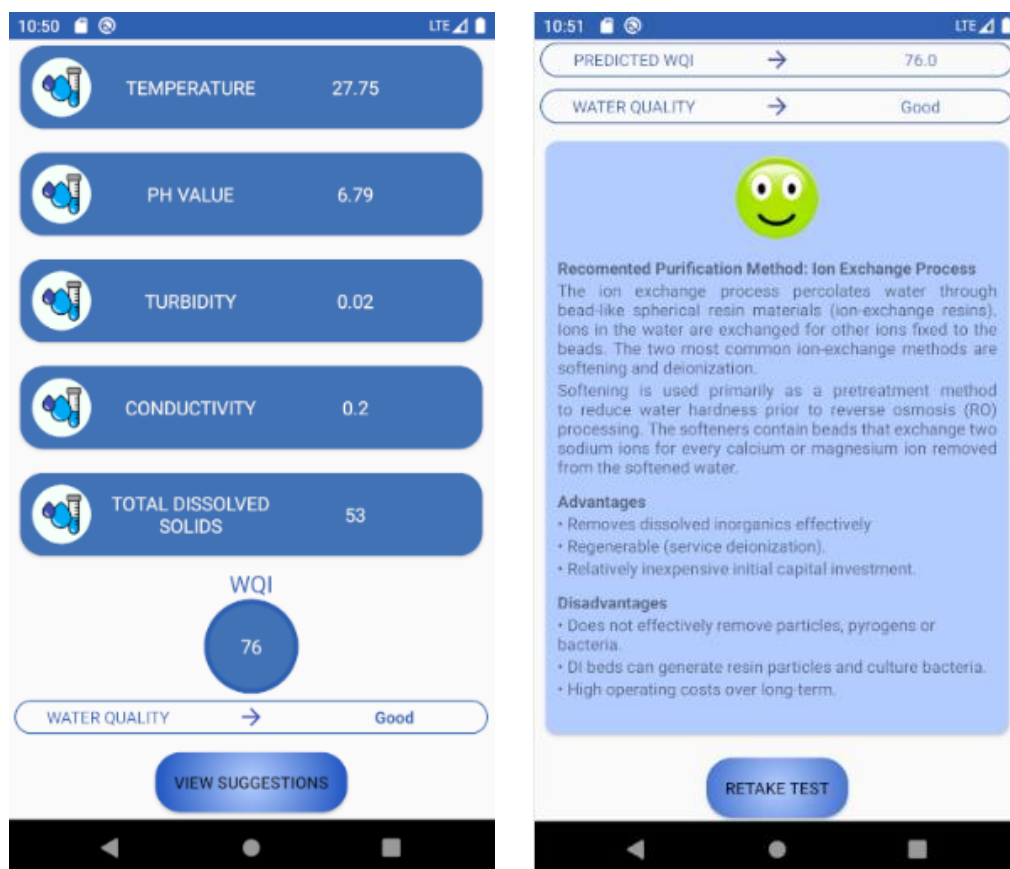 10:50 LTE
TEMPERATURE 27.75
PH VALUE 6.79
TURBIDITY 0.02
CONDUCTIVITY 0.2
TOTAL DISSOLVED
SOLIDS 53
WQI
76
WATER QUALITY → Good
VIEW SUGGESTIONS
10:51 LTE
PREDICTED WQI → 76.0
WATER QUALITY → Good
Recomented Purification Method: Ion Exchange Process
The ion exchange process percolates water through
bead-like spherical resin materials (ion-exchange resins).
Ions in the water are exchanged for other ions fixed to the
beads. The two most common ion-exchange methods are
softening and deionization.
Softening is used primarily as a pretreatment method
to reduce water hardness prior to reverse osmosis (RO)
processing. The softeners contain beads that exchange two
sodium ions for every calcium or magnesium ion removed
from the softened water.
Advantages
• Removes dissolved inorganics effectively
• Regenerable (service deionization).
• Relatively inexpensive initial capital investment.
Disadvantages
• Does not effectively remove particles, pyrogens or
bacteria.
• DI beds can generate resin particles and culture bacteria.
• High operating costs over long-term.
RETAKE TEST